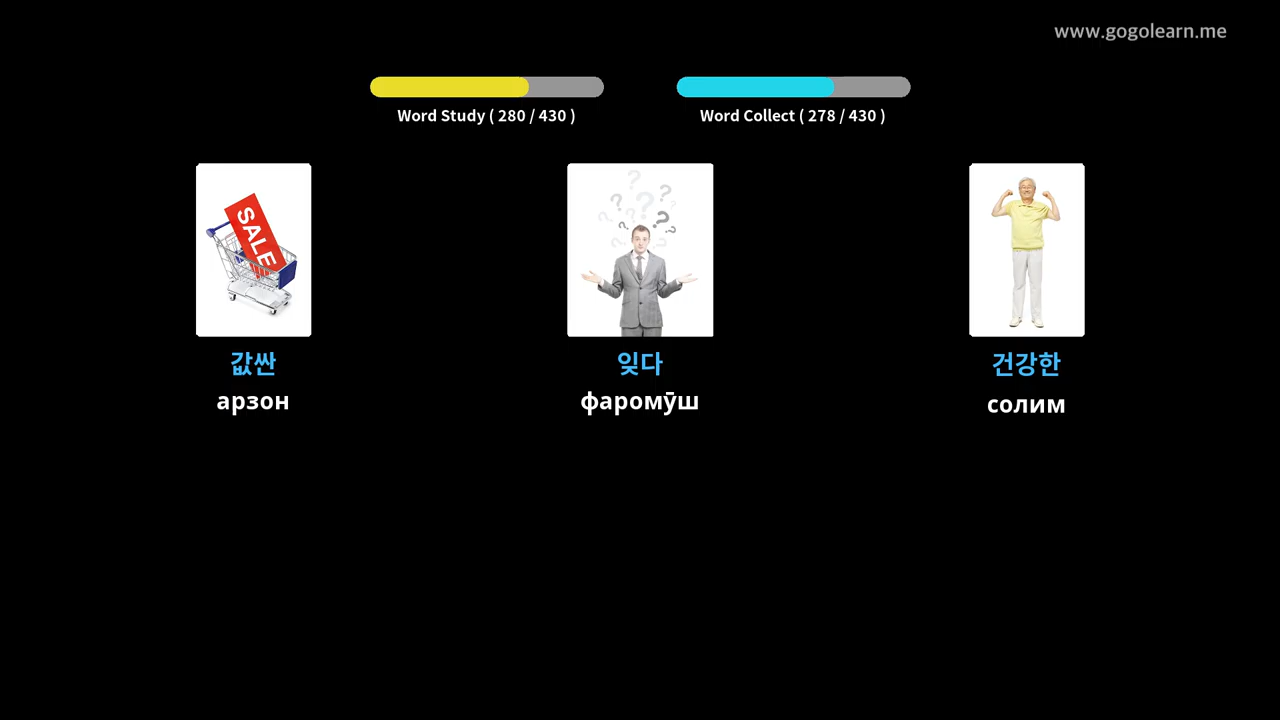 www.gogolearn.me
Word Study ( 280 / 430 )
Word Collect ( 278 / 430 )
SALE
값싼
잊다
건강한
арзон
фаромӯш
солим